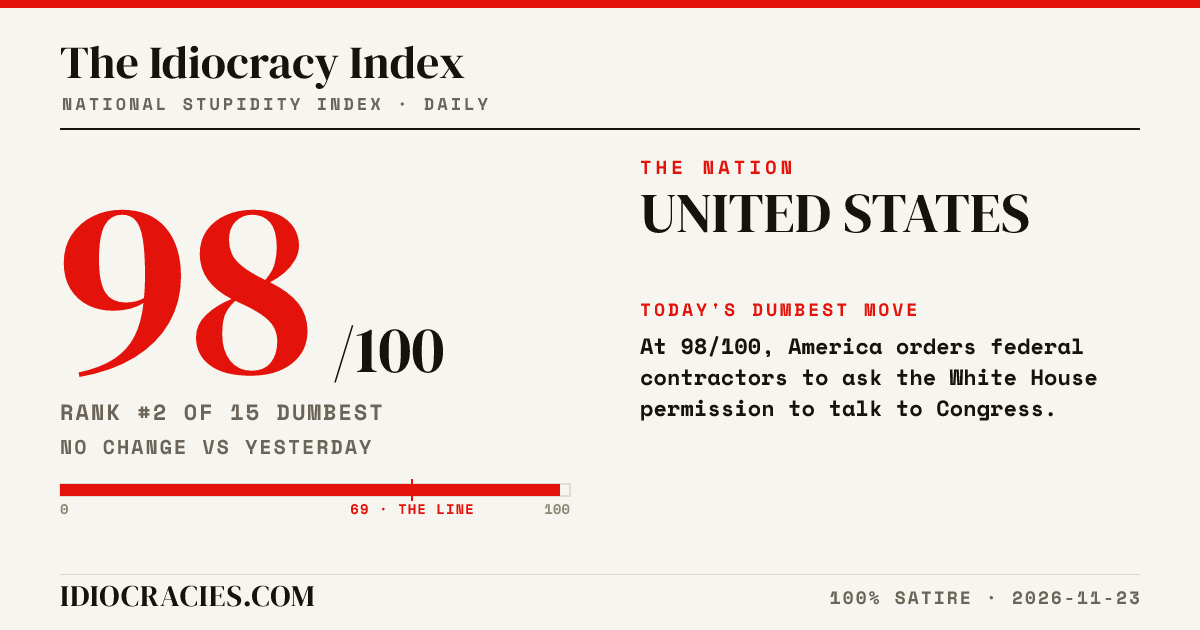 The Idiocracy Index
NATIONAL STUPIDITY INDEX · DAILY
98 /100
RANK #2 OF 15 DUMBEST
NO CHANGE VS YESTERDAY
0
69 · THE LINE
100
THE NATION
UNITED STATES
TODAY'S DUMBEST MOVE
At 98/100, America orders federal
contractors to ask the White House
permission to talk to Congress.
IDIOCRACIES.COM
100% SATIRE · 2026-11-23